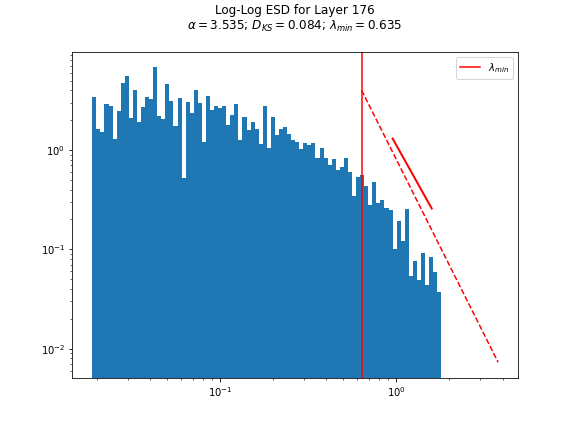 Log-Log ESD for Layer 176
α = 3.535; D_KS = 0.084; λ_min = 0.635
λ_min
10^0
10^-1
10^-2
10^-1
10^0